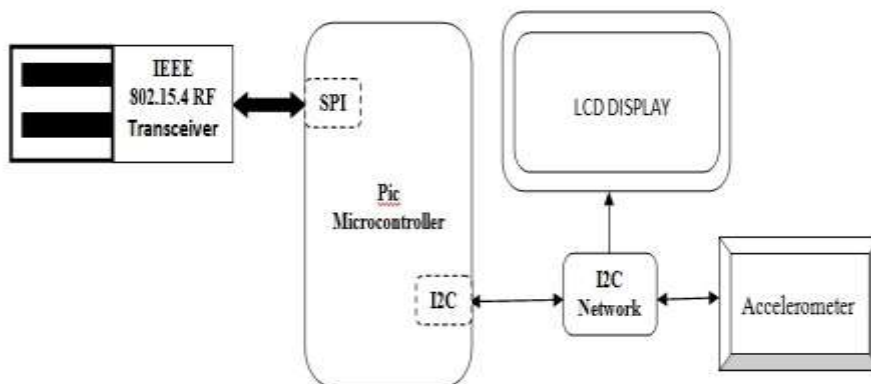 IEEE
802.15.4 RF
Transceiver
SPI
Pic
Microcontroller
I2C
LCD DISPLAY
I2C
Network
Accelerometer